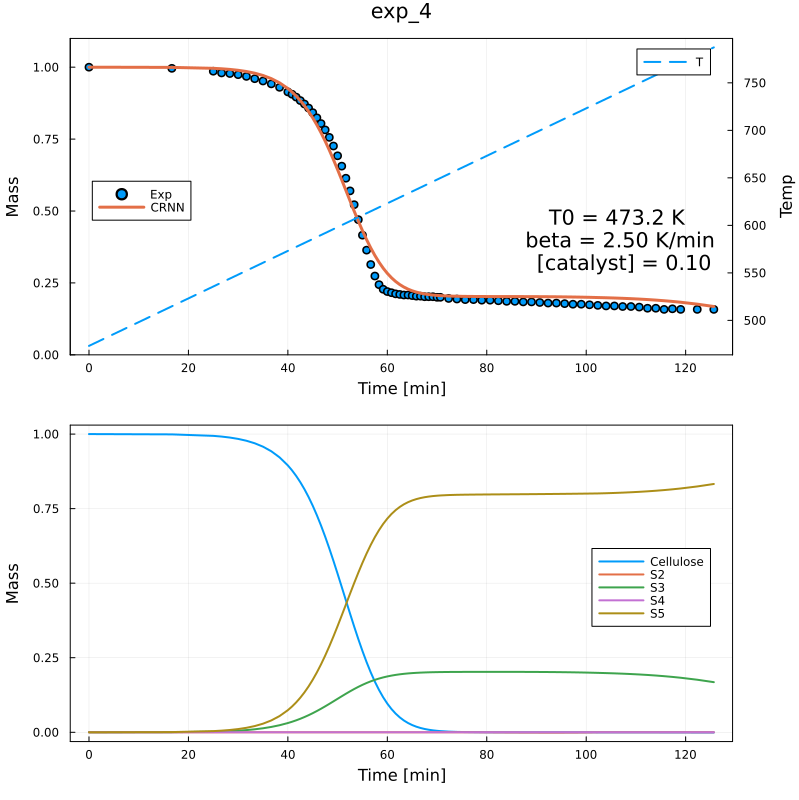 exp_4
1.00
0.75
0.50
0.25
0.00
Mass
0
20
40
60
80
100
120
Time [min]
750
700
650
600
550
500
Temp
T
Exp
CRNN
T0 = 473.2 K
beta = 2.50 K/min
[catalyst] = 0.10
1.00
0.75
0.50
0.25
0.00
Mass
0
20
40
60
80
100
120
Time [min]
Cellulose
S2
S3
S4
S5